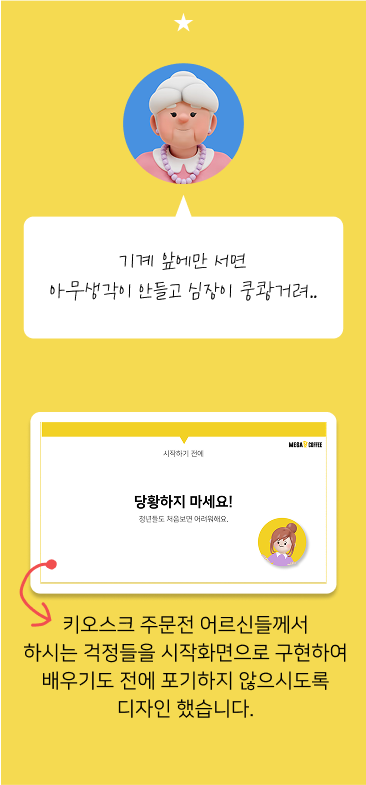 기계 앞에만 서면
아무생각이 안들고 심장이 쿵쾅거려..
시작하기 전에
MEGA COFFEE
당황하지 마세요!
청년들도 처음보면 어려워해요.
키오스크 주문전 어르신들께서
하시는 걱정들을 시작화면으로 구현하여
배우기도 전에 포기하지 않으시도록
디자인 했습니다.